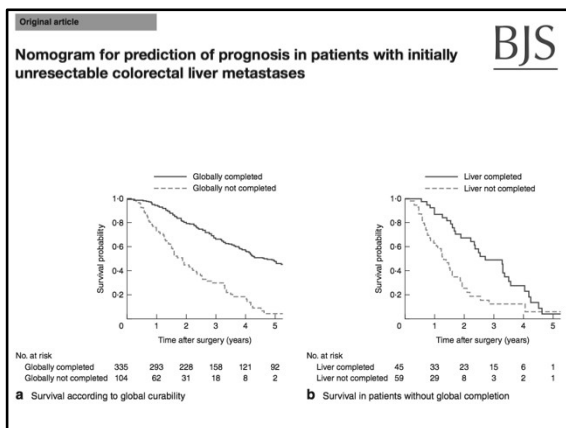 Original article
Nomogram for prediction of prognosis in patients with initially
unresectable colorectal liver metastases
BJS
Globally completed
Globally not completed
Survival probability
1·0
0·8
0·6
0·4
0·2
0 1 2 3 4 5
Time after surgery (years)
No. at risk
Globally completed 335 293 228 158 121 92
Globally not completed 104 62 31 18 8 2
a Survival according to global curability
Liver completed
Liver not completed
Survival probability
1·0
0·8
0·6
0·4
0·2
0 1 2 3 4 5
Time after surgery (years)
No. at risk
Liver completed 45 33 23 15 6 1
Liver not completed 59 29 8 3 2 1
b Survival in patients without global completion